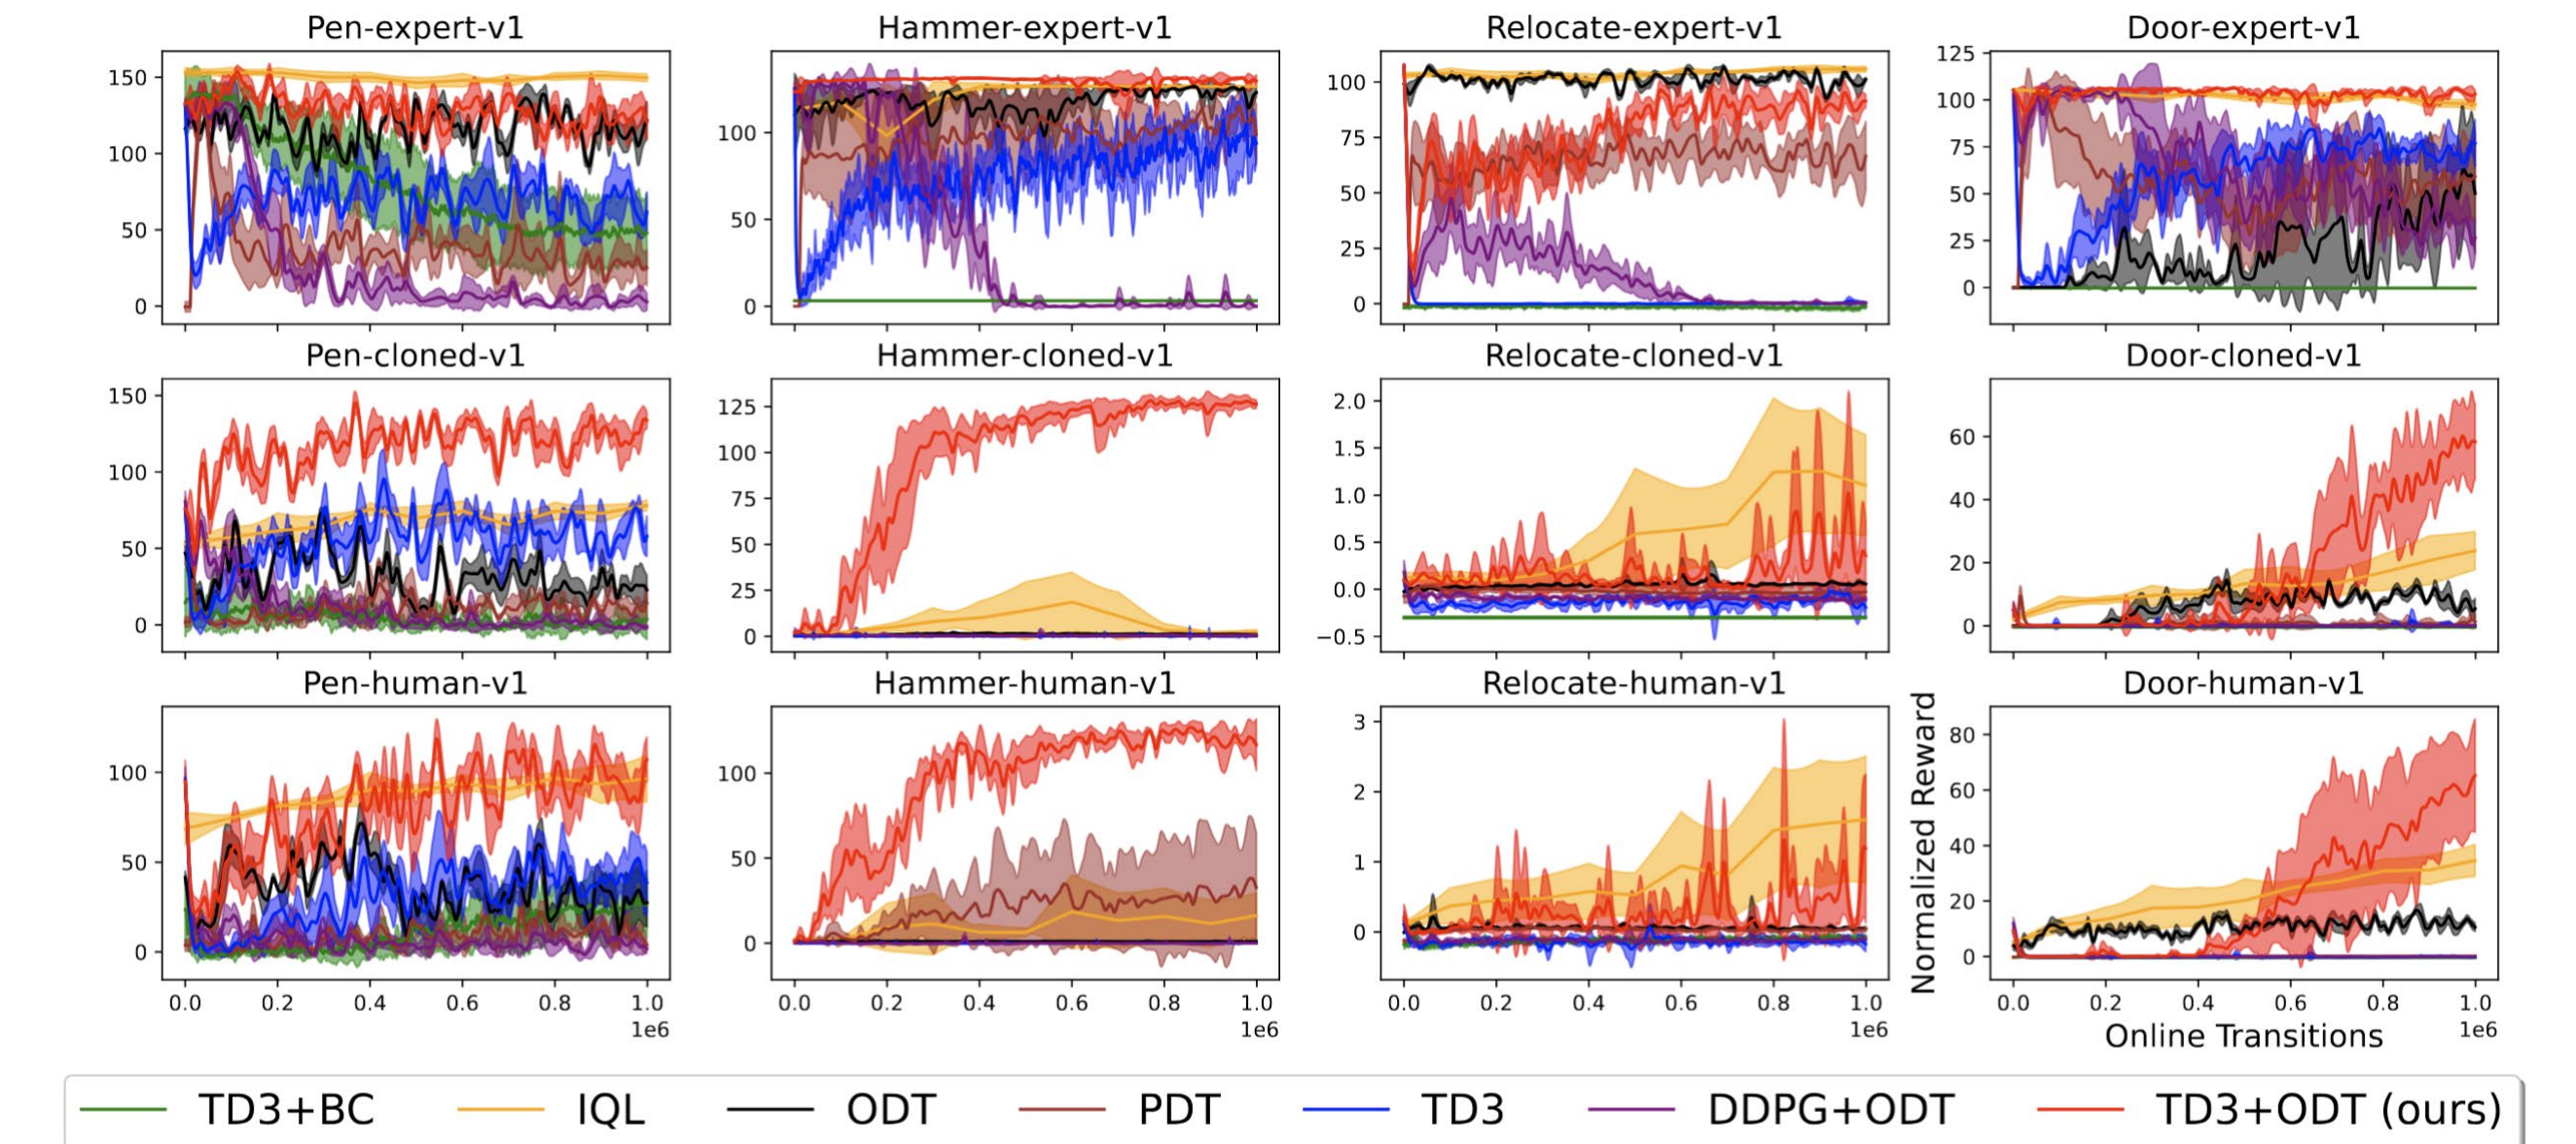 Pen-expert-v1
Hammer-expert-v1
Relocate-expert-v1
Door-expert-v1
150
100
50
0
100
50
0
100
75
50
25
0
125
100
75
50
25
0
Pen-cloned-v1
Hammer-cloned-v1
Relocate-cloned-v1
Door-cloned-v1
150
100
50
0
125
100
75
50
25
0
2.0
1.5
1.0
0.5
0.0
−0.5
60
40
20
0
Pen-human-v1
Hammer-human-v1
Relocate-human-v1
Door-human-v1
100
50
0
100
50
0
3
2
1
0
Normalized Reward
80
60
40
20
0
0.0 0.2 0.4 0.6 0.8 1.0
1e6
0.0 0.2 0.4 0.6 0.8 1.0
1e6
0.0 0.2 0.4 0.6 0.8 1.0
1e6
0.0 0.2 0.4 0.6 0.8 1.0
1e6
Online Transitions
TD3+BC IQL ODT PDT TD3 DDPG+ODT TD3+ODT (ours)